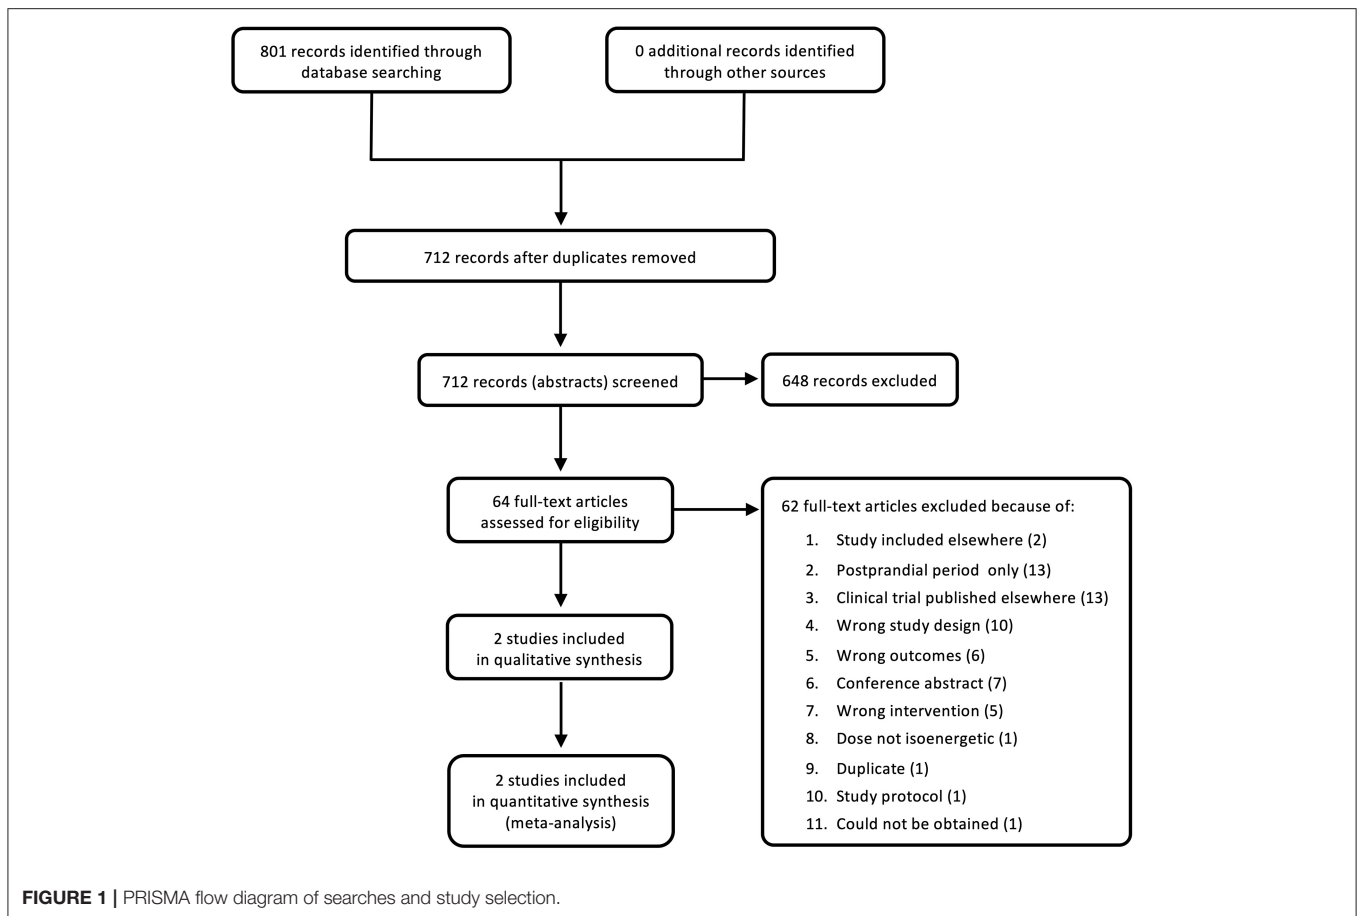 801 records identified through
database searching
0 additional records identified
through other sources
712 records after duplicates removed
712 records (abstracts) screened
648 records excluded
64 full-text articles
assessed for eligibility
62 full-text articles excluded because of:
1. Study included elsewhere (2)
2. Postprandial period only (13)
3. Clinical trial published elsewhere (13)
4. Wrong study design (10)
5. Wrong outcomes (6)
6. Conference abstract (7)
7. Wrong intervention (5)
8. Dose not isoenergetic (1)
9. Duplicate (1)
10. Study protocol (1)
11. Could not be obtained (1)
2 studies included
in qualitative synthesis
2 studies included
in quantitative synthesis
(meta-analysis)
FIGURE 1 | PRISMA flow diagram of searches and study selection.